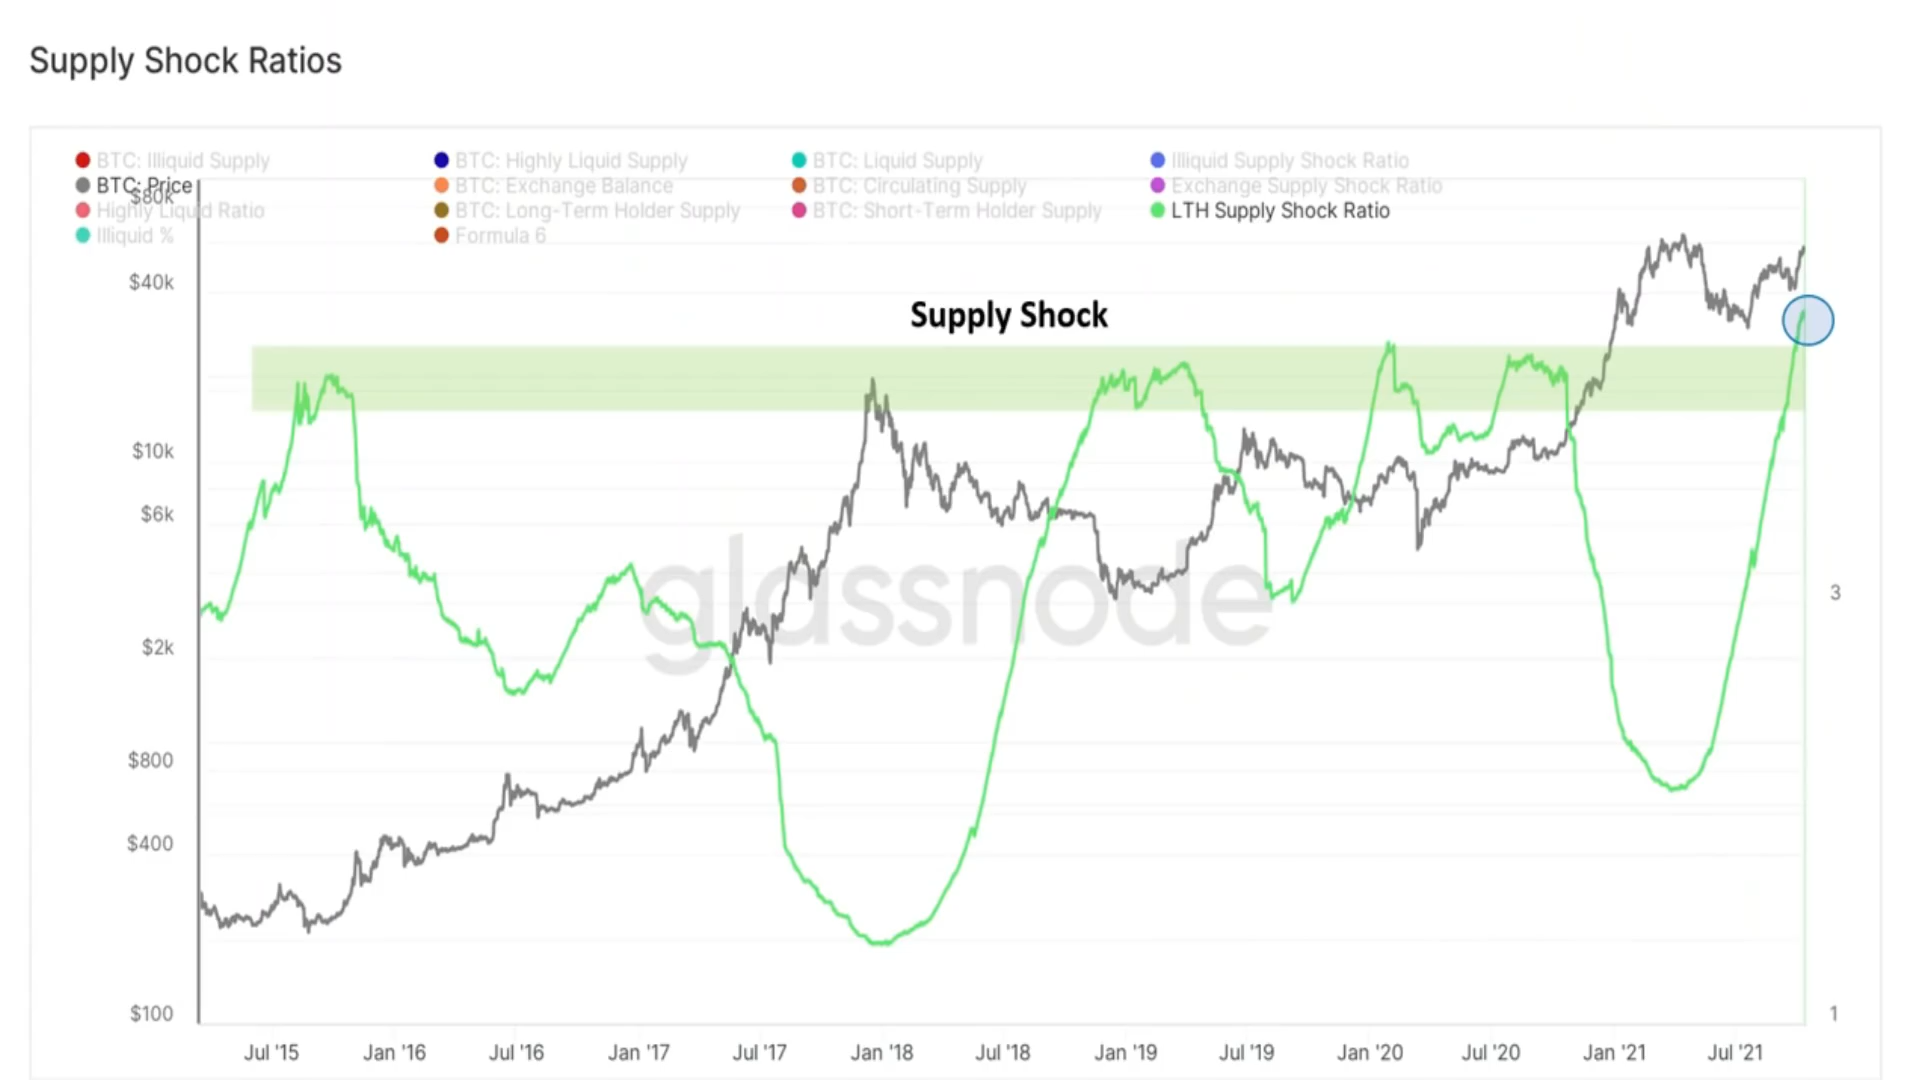 Supply Shock Ratios
BTC: Illiquid Supply BTC: Highly Liquid Supply BTC: Liquid Supply Illiquid Supply Shock Ratio
BTC: Price BTC: Exchange Balance BTC: Circulating Supply Exchange Supply Shock Ratio
$80k
Highly Liquid Ratio BTC: Long-Term Holder Supply BTC: Short-Term Holder Supply LTH Supply Shock Ratio
Illiquid % Formula 6
$40k
Supply Shock
$10k
$6k
glassnode
3
$2k
$800
$400
$100 1
Jul '15 Jan '16 Jul '16 Jan '17 Jul '17 Jan '18 Jul '18 Jan '19 Jul '19 Jan '20 Jul '20 Jan '21 Jul '21